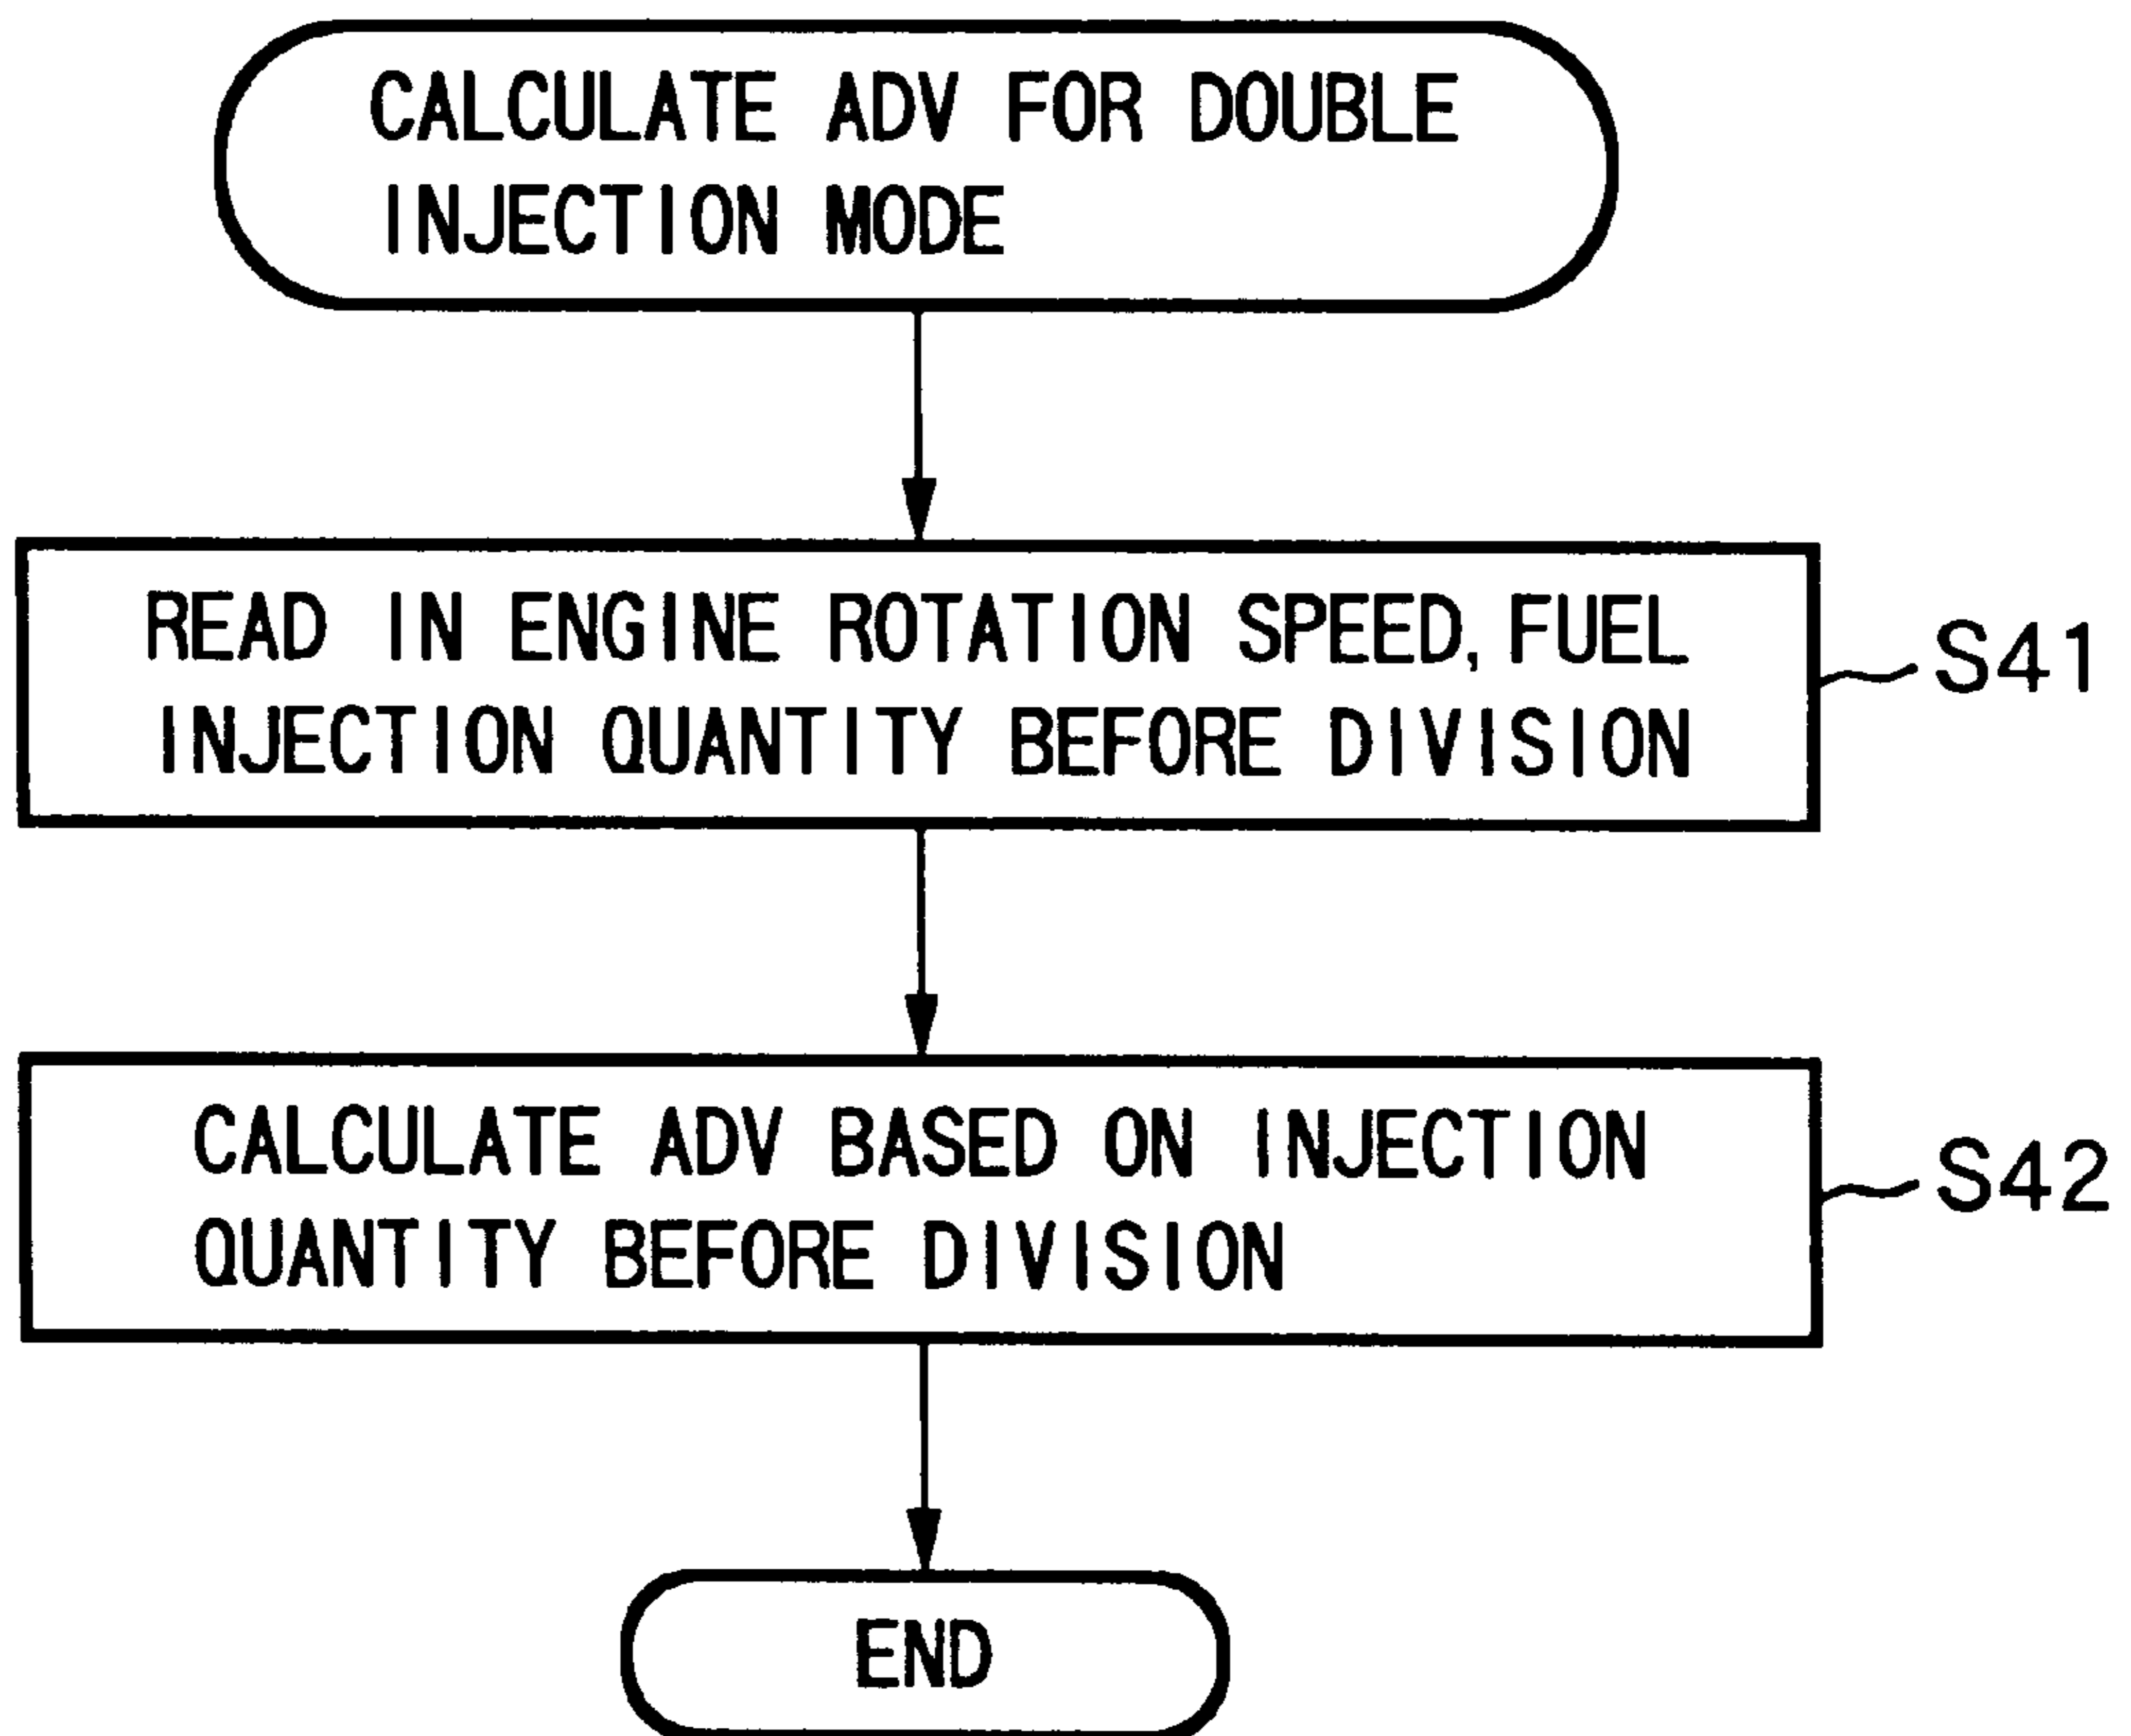 CALCULATE ADV FOR DOUBLE
INJECTION MODE
READ IN ENGINE ROTATION SPEED, FUEL
INJECTION QUANTITY BEFORE DIVISION
S41
CALCULATE ADV BASED ON INJECTION
QUANTITY BEFORE DIVISION
S42
END